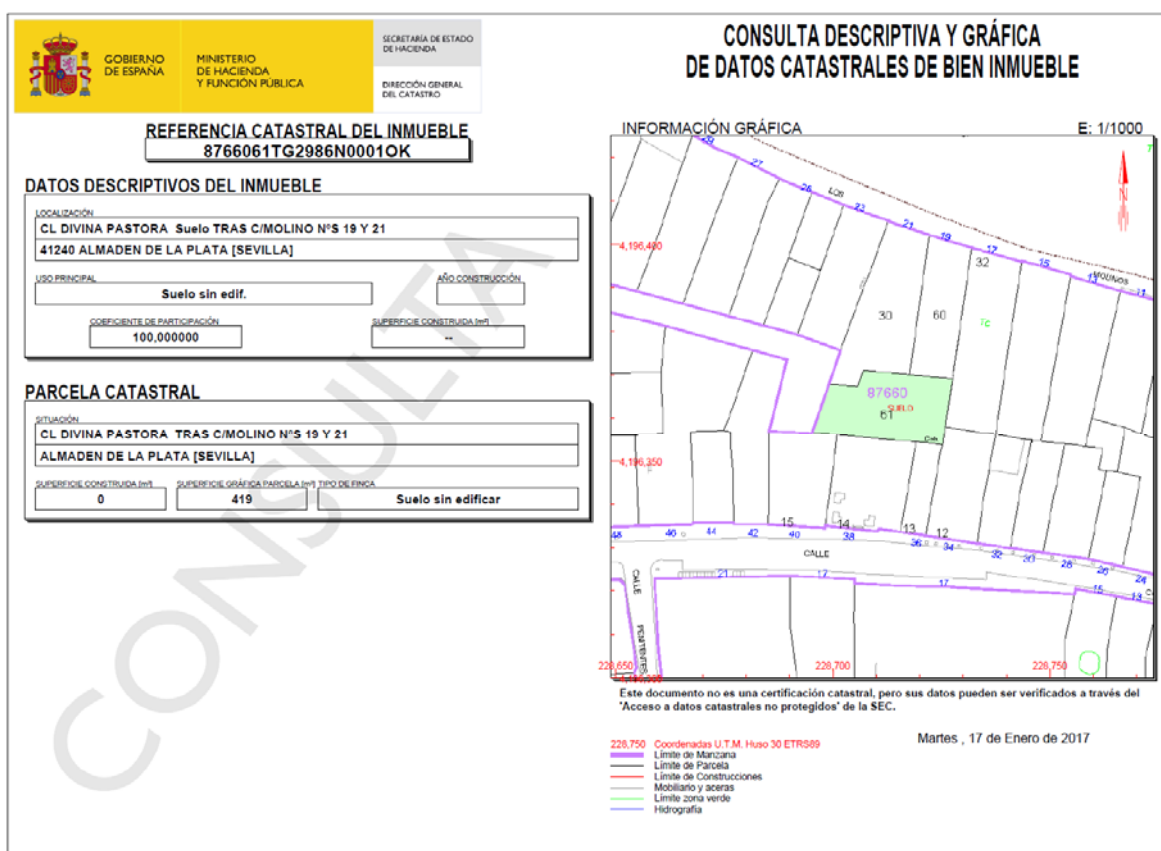 GOBIERNO
DE ESPAÑA
MINISTERIO
DE HACIENDA
Y FUNCIÓN PÚBLICA
SECRETARÍA DE ESTADO
DE HACIENDA
DIRECCIÓN GENERAL
DEL CATASTRO
CONSULTA DESCRIPTIVA Y GRÁFICA
DE DATOS CATASTRALES DE BIEN INMUEBLE
REFERENCIA CATASTRAL DEL INMUEBLE
8766061TG2986N0001OK
DATOS DESCRIPTIVOS DEL INMUEBLE
LOCALIZACIÓN
CL DIVINA PASTORA Suelo TRAS C/MOLINO NºS 19 Y 21
41240 ALMADEN DE LA PLATA [SEVILLA]
USO PRINCIPAL
AÑO CONSTRUCCIÓN
Suelo sin edif.
COEFICIENTE DE PARTICIPACIÓN
SUPERFICIE CONSTRUIDA [m²]
100,000000
--
PARCELA CATASTRAL
SITUACIÓN
CL DIVINA PASTORA TRAS C/MOLINO NºS 19 Y 21
ALMADEN DE LA PLATA [SEVILLA]
SUPERFICIE CONSTRUIDA [m²]
SUPERFICIE GRÁFICA PARCELA [m²]
TIPO DE FINCA
0
419
Suelo sin edificar
CONSULTA
INFORMACIÓN GRÁFICA
E: 1/1000
29
27
25
LOS
23
21
19
17
15
13
MOLINOS
11
N
4,196,400
32
30
60
Tc
87660
SUELO
61
4,196,350
15
14
13
12
48
46
44
42
40
38
36
34
32
30
28
26
24
CALLE
21
17
17
15
13
CALLE
PENITENTES
228,650
228,700
228,750
Este documento no es una certificación catastral, pero sus datos pueden ser verificados a través del
'Acceso a datos catastrales no protegidos' de la SEC.
Martes , 17 de Enero de 2017
228,750 Coordenadas U.T.M. Huso 30 ETRS89
Límite de Manzana
Límite de Parcela
Límite de Construcciones
Mobiliario y aceras
Límite zona verde
Hidrografía